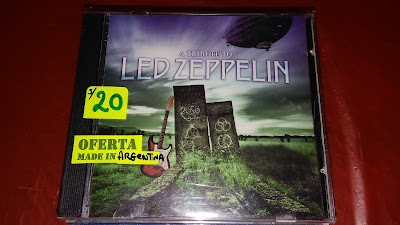 A TRIBUTE TO
LED ZEPPELIN
s/20
OFERTA
MADE IN ARGENTINA